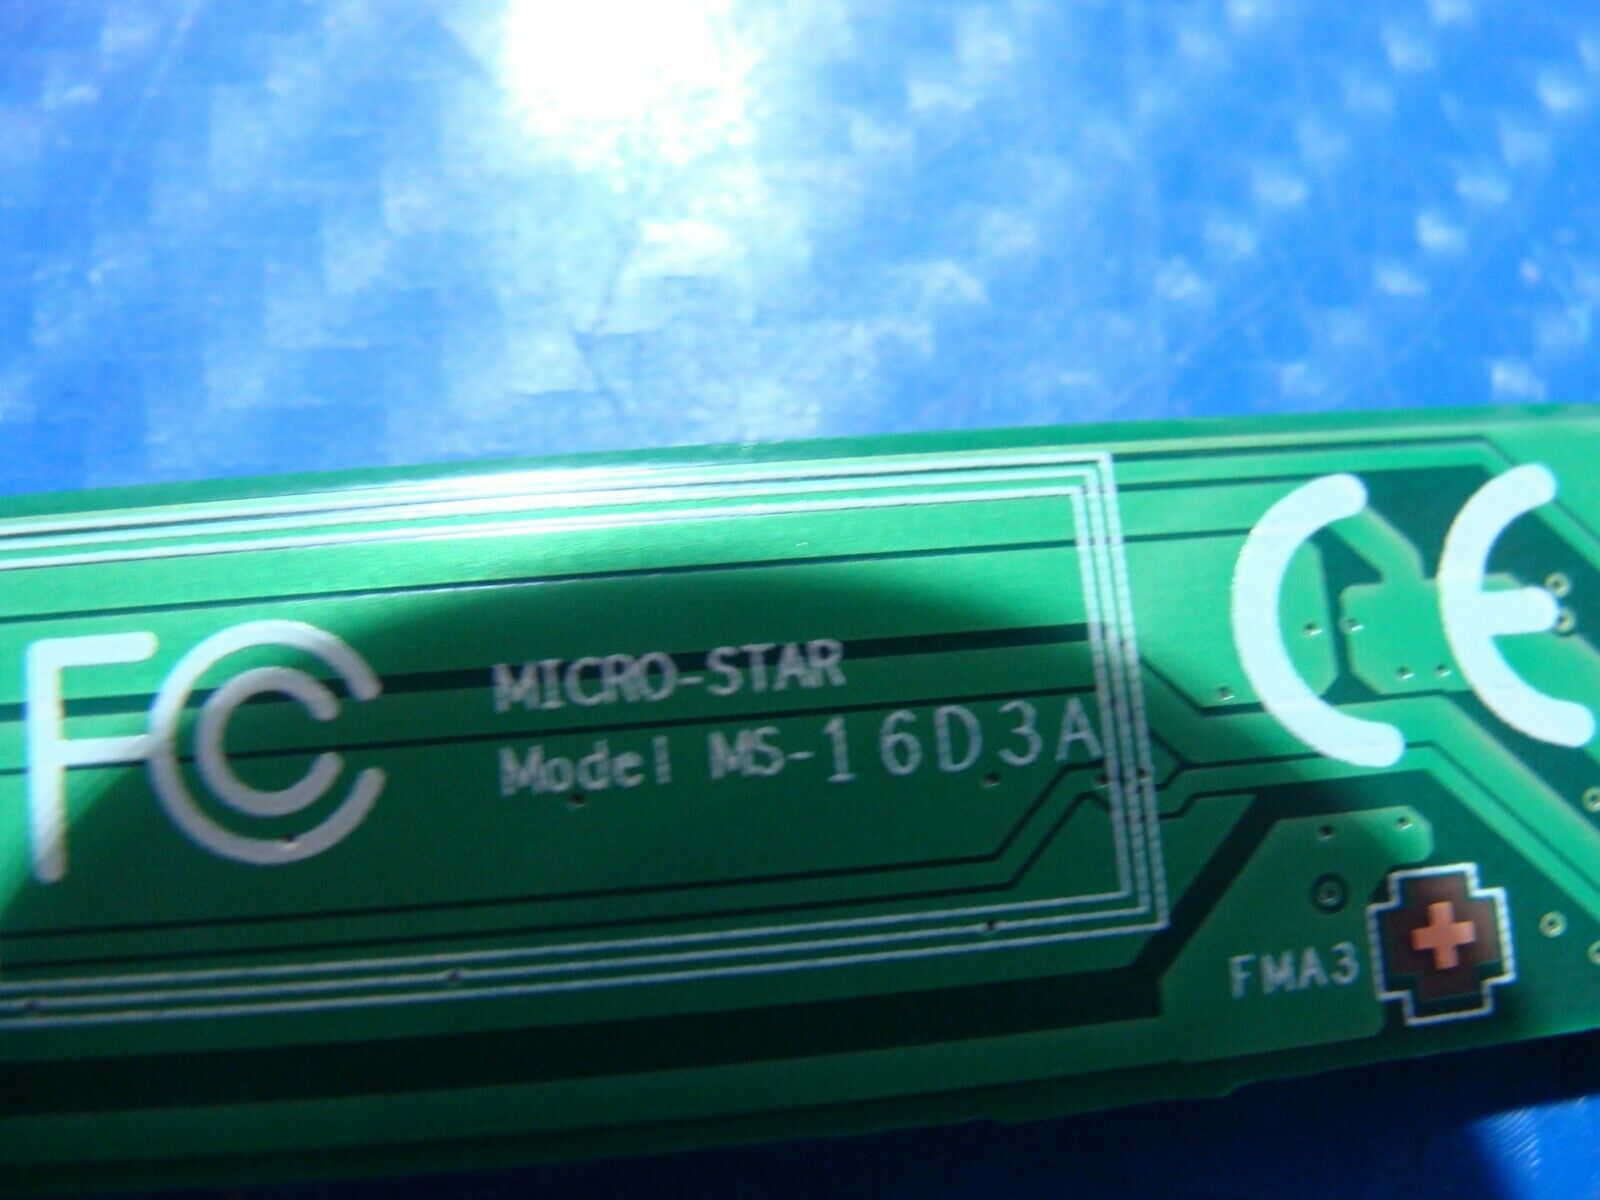 FC
MICRO-STAR
Model MS-16D3A
CE
FMA3